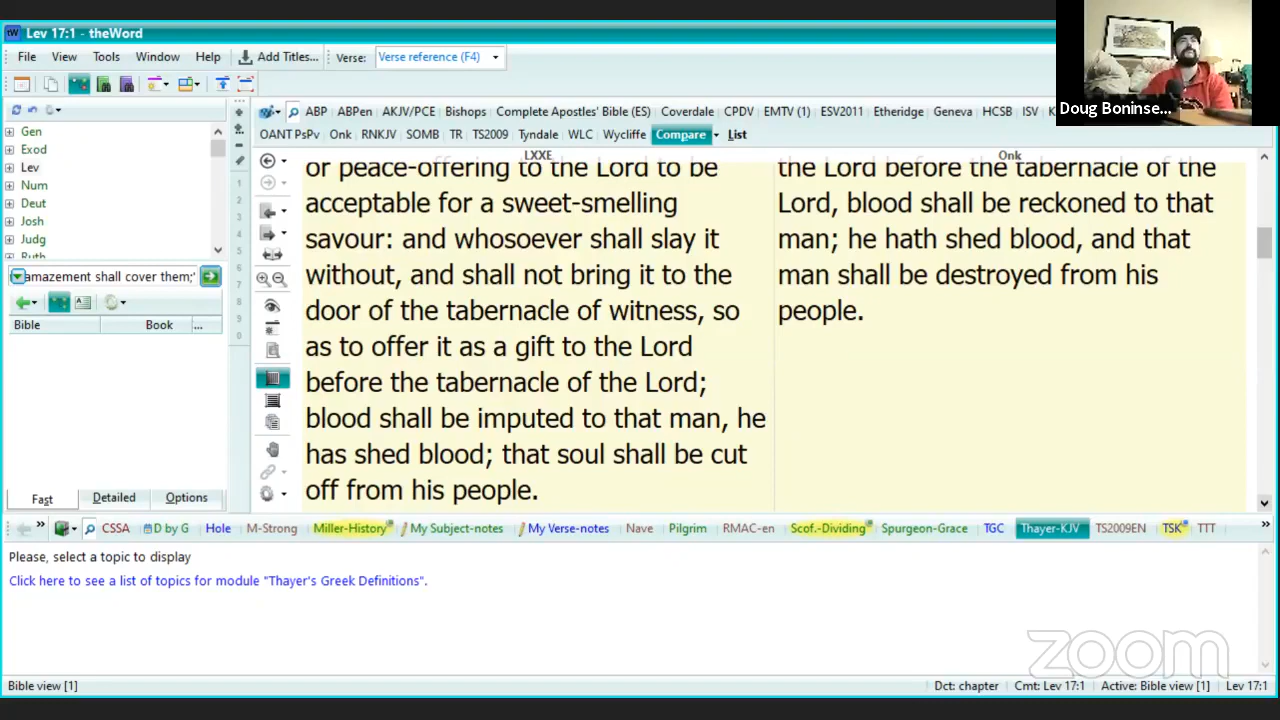 Lev 17:1 - theWord
File View Tools Window Help Add Titles... Verse: Verse reference (F4)
Doug Boninse...
Gen
Exod
Lev
Num
Deut
Josh
Judg
Ruth
amazement shall cover them;'
Bible Book ...
Fast Detailed Options
ABP ABPen AKJV/PCE Bishops Complete Apostles' Bible (ES) Coverdale CPDV EMTV (1) ESV2011 Etheridge Geneva HCSB ISV K
OANT PsPv Onk RNKJV SOMB TR TS2009 Tyndale WLC Wycliffe Compare List
1
2
3
4
5
6
7
8
9
0
LXXE
or peace-offering to the Lord to be
acceptable for a sweet-smelling
savour: and whosoever shall slay it
without, and shall not bring it to the
door of the tabernacle of witness, so
as to offer it as a gift to the Lord
before the tabernacle of the Lord;
blood shall be imputed to that man, he
has shed blood; that soul shall be cut
off from his people.
Onk
the Lord before the tabernacle of the
Lord, blood shall be reckoned to that
man; he hath shed blood, and that
man shall be destroyed from his
people.
CSSA D by G Hole M-Strong Miller-History My Subject-notes My Verse-notes Nave Pilgrim RMAC-en Scof.-Dividing Spurgeon-Grace TGC Thayer-KJV TS2009EN TSK TTT
Please, select a topic to display
Click here to see a list of topics for module "Thayer's Greek Definitions".
zoom
Bible view [1] Dct: chapter Cmt: Lev 17:1 Active: Bible view [1] Lev 17:1